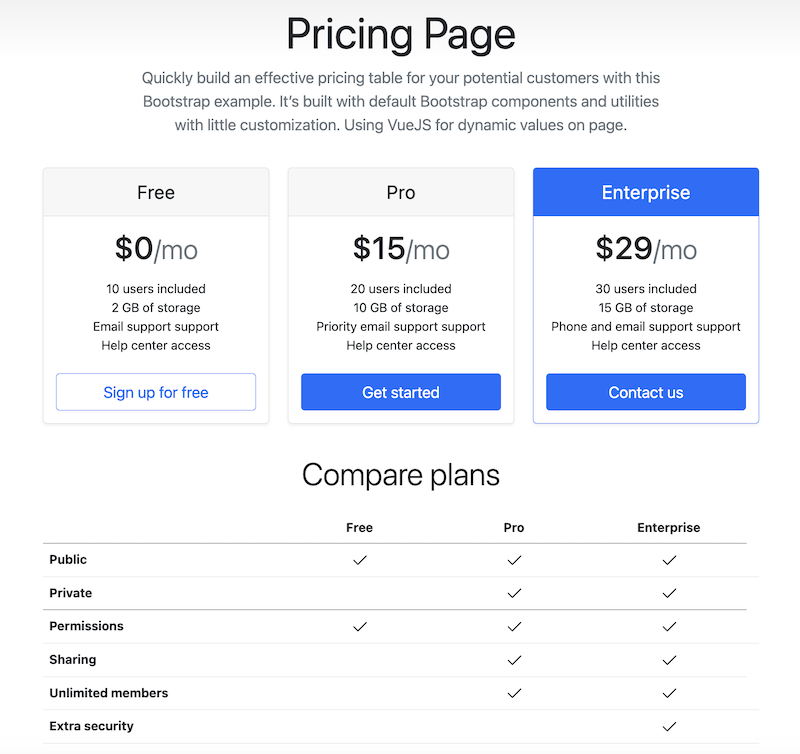 Pricing Page
Quickly build an effective pricing table for your potential customers with this
Bootstrap example. It’s built with default Bootstrap components and utilities
with little customization. Using VueJS for dynamic values on page.
Free
$0/mo
10 users included
2 GB of storage
Email support support
Help center access
Sign up for free
Pro
$15/mo
20 users included
10 GB of storage
Priority email support support
Help center access
Get started
Enterprise
$29/mo
30 users included
15 GB of storage
Phone and email support support
Help center access
Contact us
Compare plans
Free Pro Enterprise
Public
Private
Permissions
Sharing
Unlimited members
Extra security